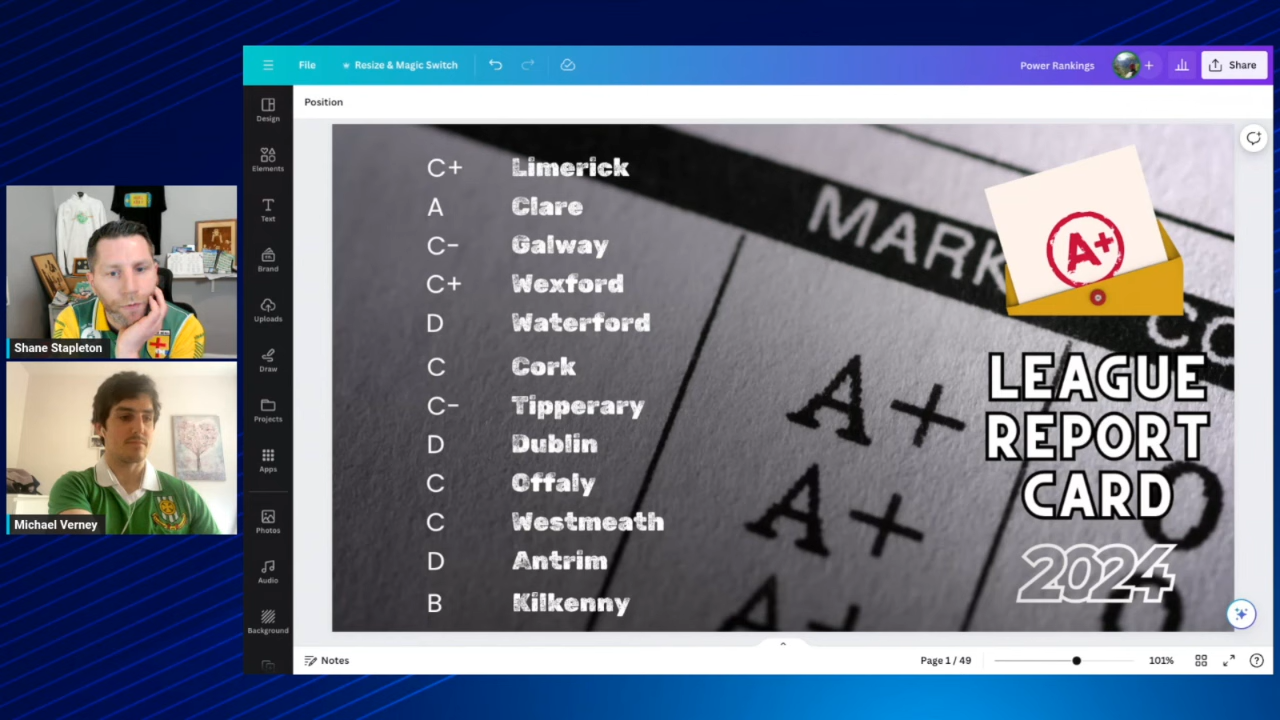 File
Resize & Magic Switch
Power Rankings
Share
Position
Design
Elements
Text
Brand
Uploads
Draw
Projects
Apps
Photos
Audio
Background
Shane Stapleton
Michael Verney
C+ Limerick
A Clare
C- Galway
C+ Wexford
D Waterford
C Cork
C- Tipperary
D Dublin
C Offaly
C Westmeath
D Antrim
B Kilkenny
MARK
CO
A+
A+
A+
A+
LEAGUE
REPORT
CARD
2024
Notes
Page 1 / 49
101%